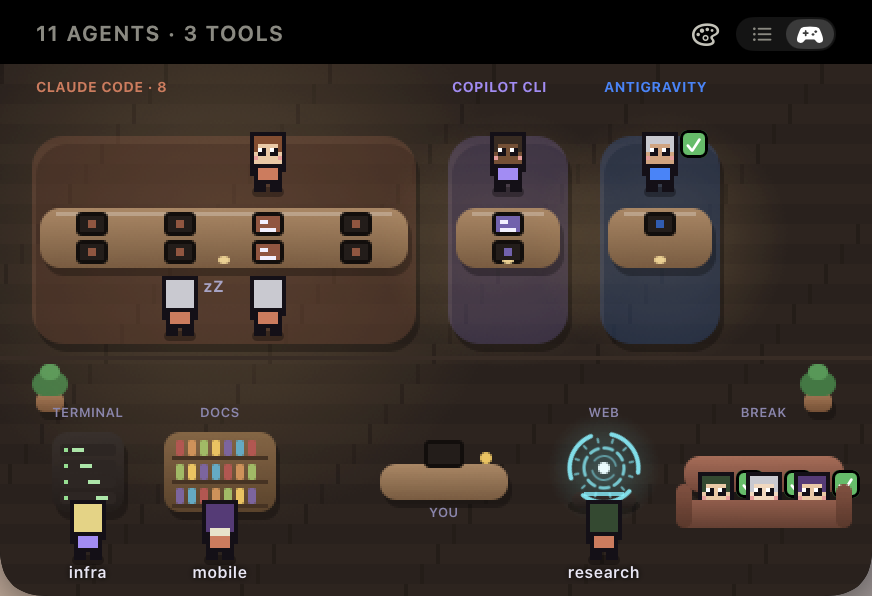 11 AGENTS · 3 TOOLS
CLAUDE CODE · 8
COPILOT CLI
ANTIGRAVITY
zZ
TERMINAL
DOCS
WEB
BREAK
YOU
infra
mobile
research